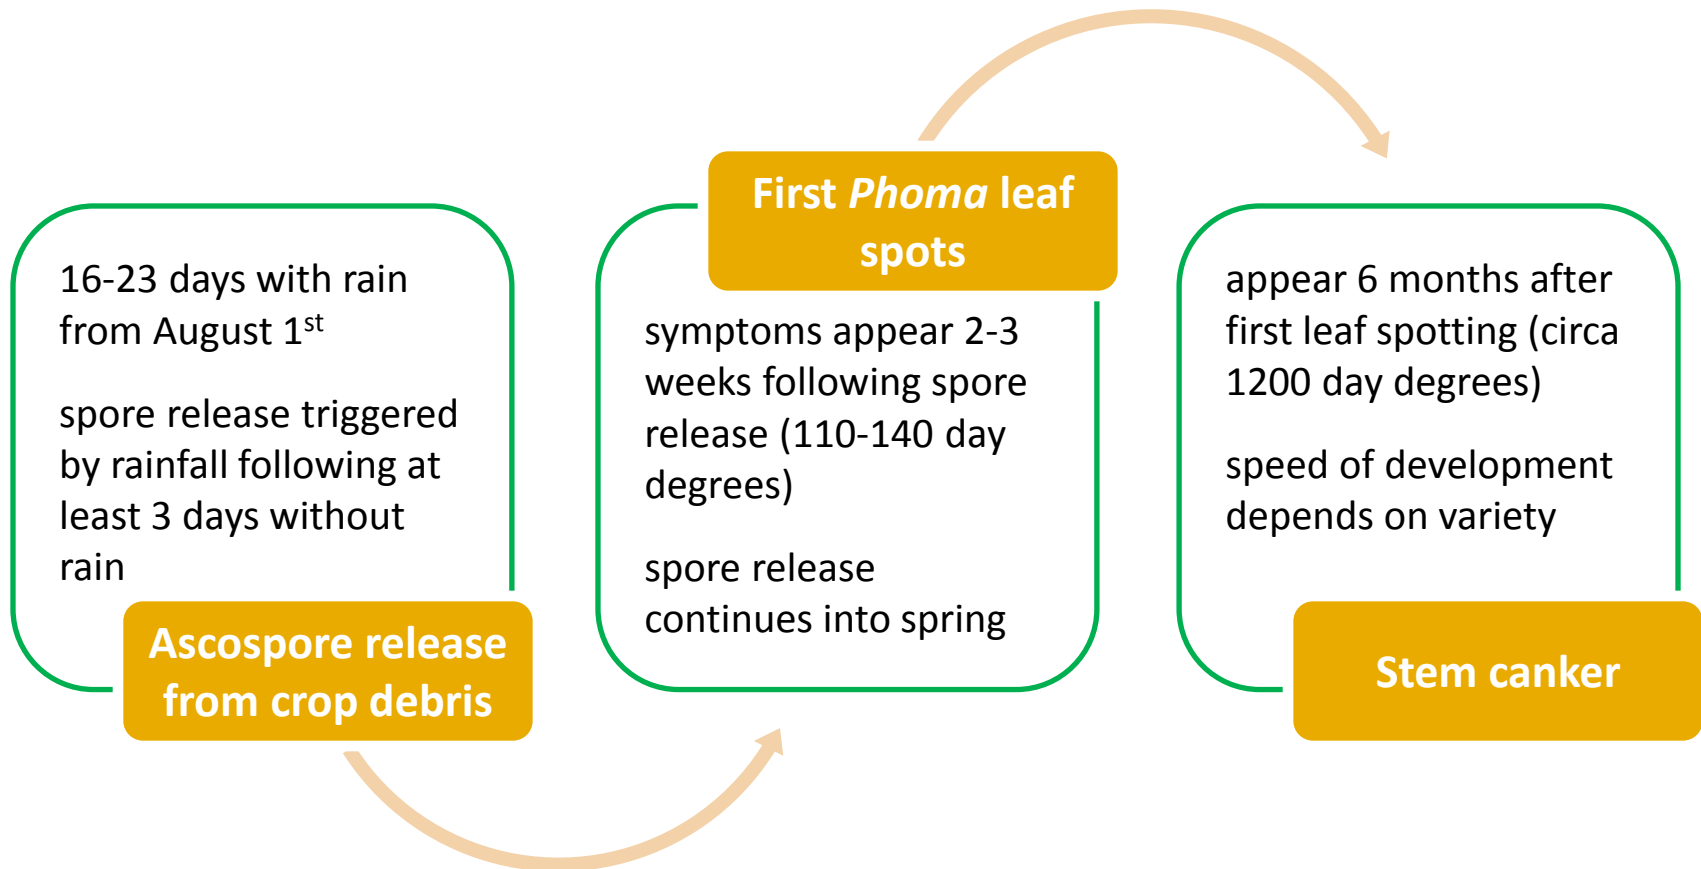 16-23 days with rain
from August 1st
spore release triggered
by rainfall following at
least 3 days without
rain
Ascospore release
from crop debris
First Phoma leaf
spots
symptoms appear 2-3
weeks following spore
release (110-140 day
degrees)
spore release
continues into spring
appear 6 months after
first leaf spotting (circa
1200 day degrees)
speed of development
depends on variety
Stem canker